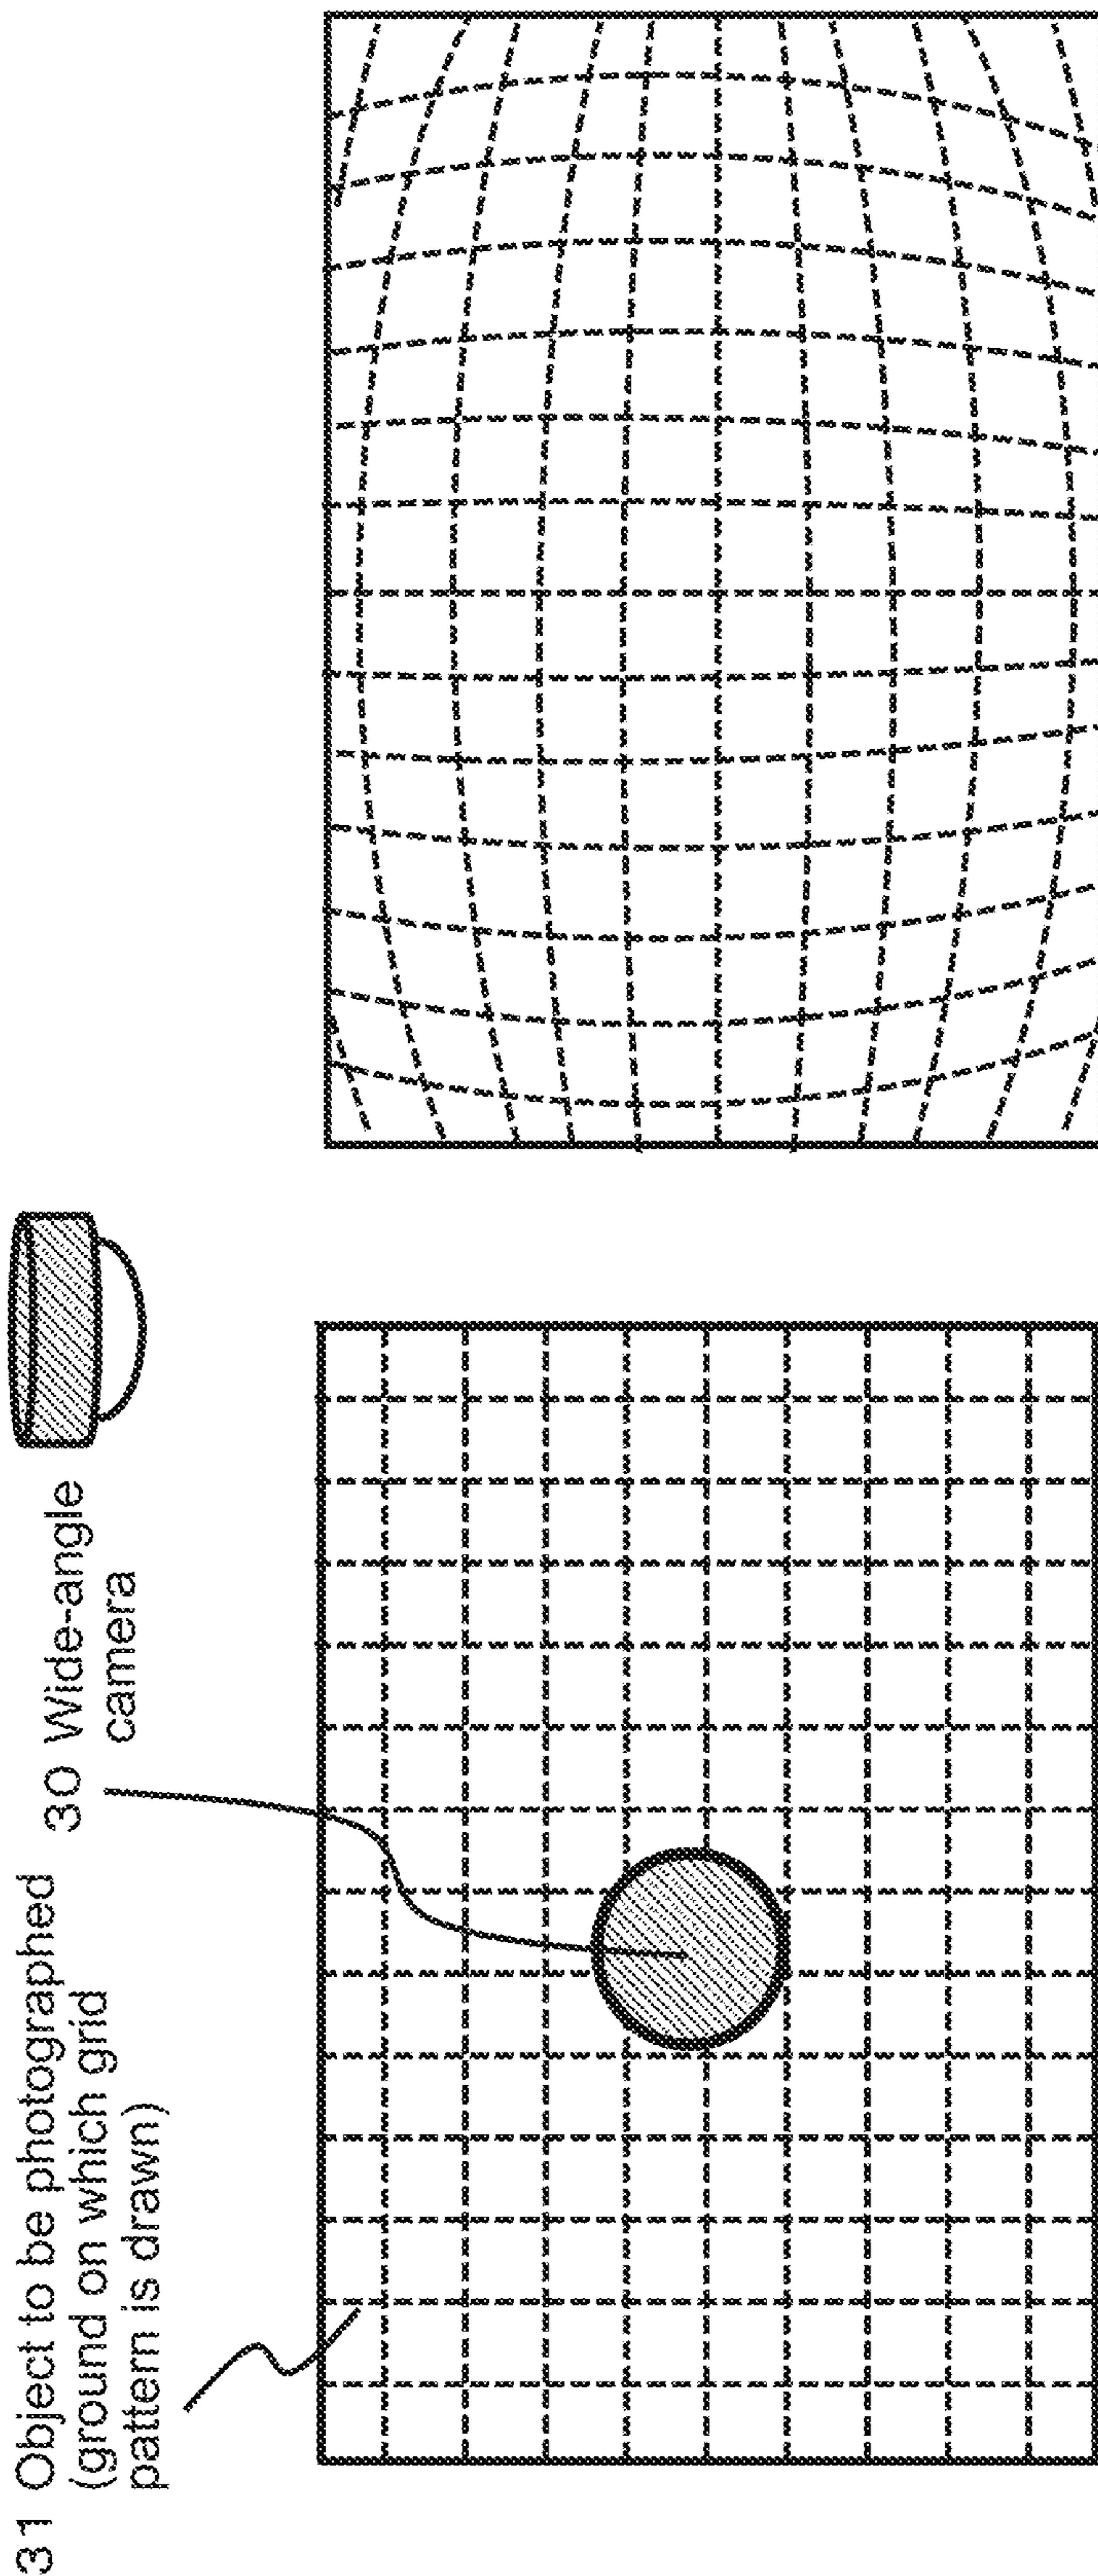 31 Object to be photographed
(ground on which grid
pattern is drawn)
30 Wide-angle
camera